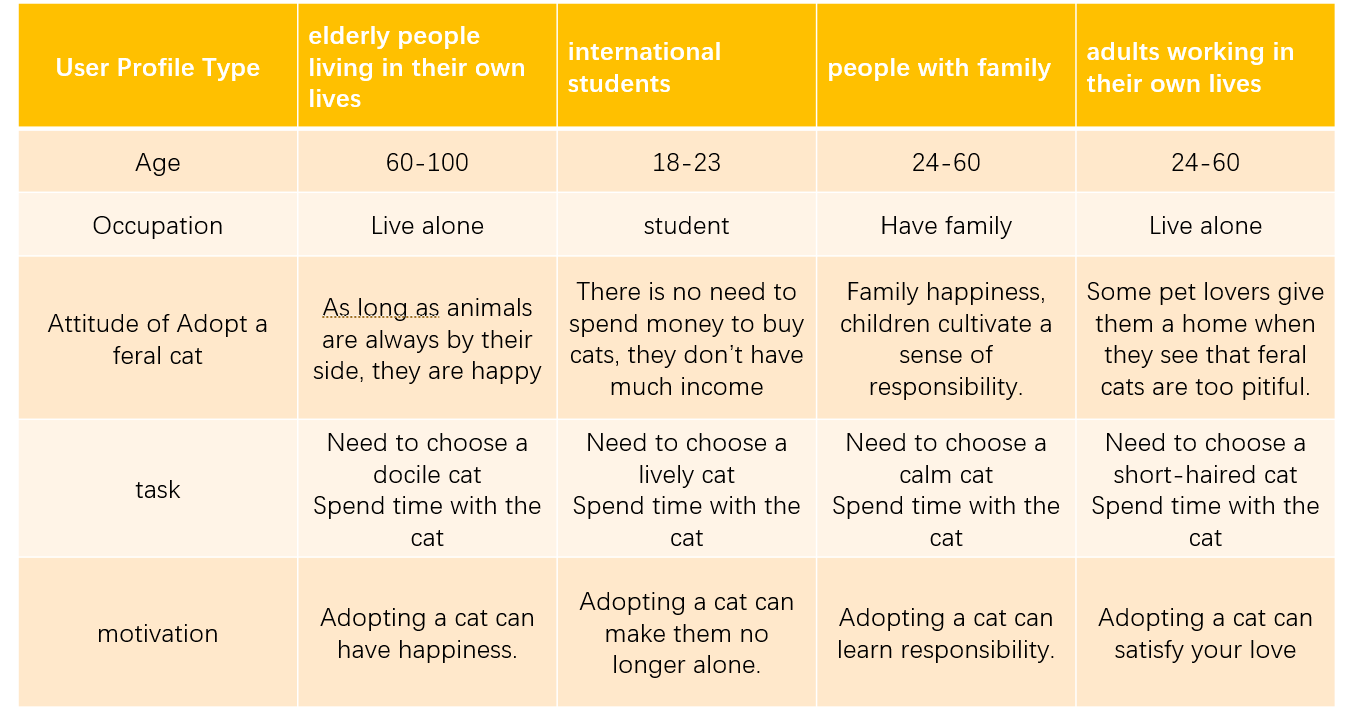 User Profile Type
elderly people
living in their own
lives
international
students
people with family
adults working in
their own lives
Age
60-100
18-23
24-60
24-60
Occupation
Live alone
student
Have family
Live alone
Attitude of Adopt a
feral cat
As long as animals
are always by their
side, they are happy
There is no need to
spend money to buy
cats, they don’t have
much income
Family happiness,
children cultivate a
sense of
responsibility.
Some pet lovers give
them a home when
they see that feral
cats are too pitiful.
task
Need to choose a
docile cat
Spend time with the
cat
Need to choose a
lively cat
Spend time with the
cat
Need to choose a
calm cat
Spend time with the
cat
Need to choose a
short-haired cat
Spend time with the
cat
motivation
Adopting a cat can
have happiness.
Adopting a cat can
make them no
longer alone.
Adopting a cat can
learn responsibility.
Adopting a cat can
satisfy your love